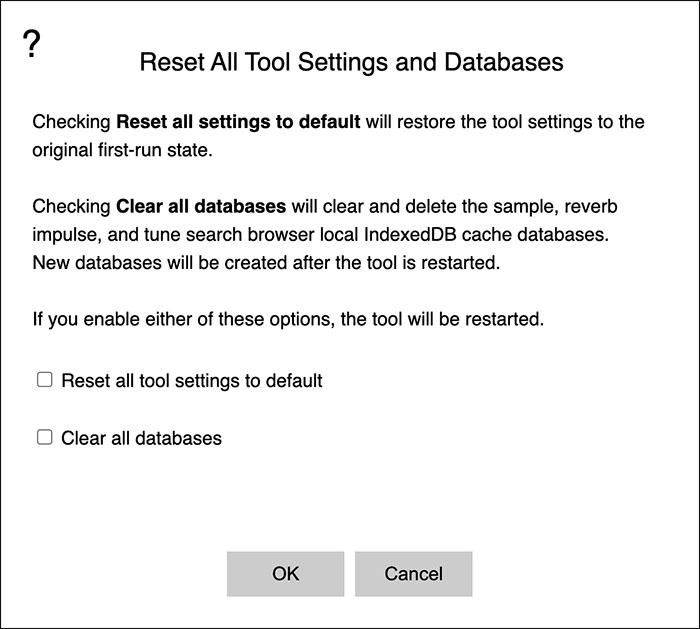 ?
Reset All Tool Settings and Databases
Checking Reset all settings to default will restore the tool settings to the
original first-run state.
Checking Clear all databases will clear and delete the sample, reverb
impulse, and tune search browser local IndexedDB cache databases.
New databases will be created after the tool is restarted.
If you enable either of these options, the tool will be restarted.
Reset all tool settings to default
Clear all databases
OK Cancel